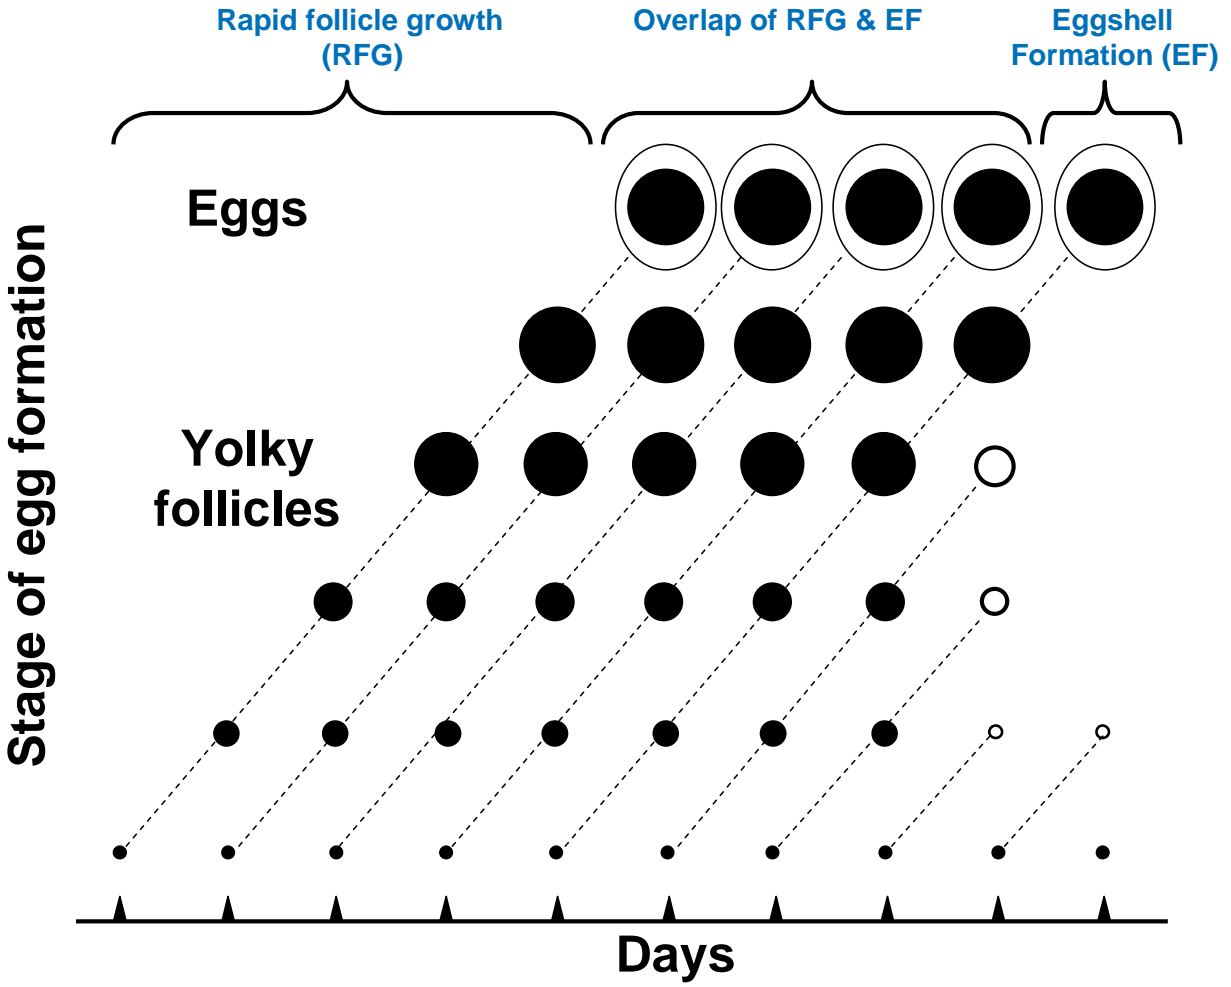 Rapid follicle growth
(RFG)
Overlap of RFG & EF
Eggshell
Formation (EF)
Eggs
Yolky
follicles
Stage of egg formation
Days